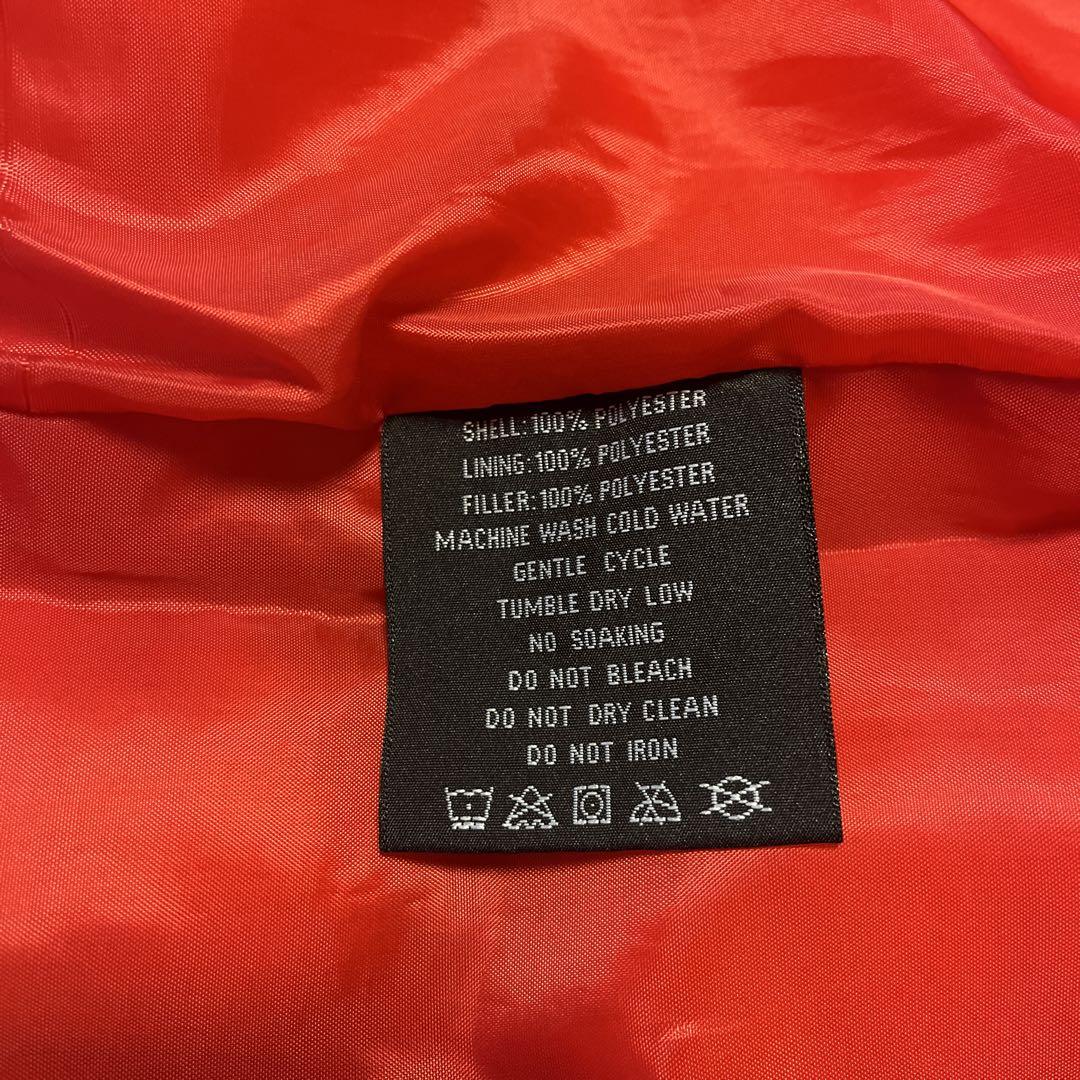 SHELL:100% POLYESTER
LINING:100% POLYESTER
FILLER:100% POLYESTER
MACHINE WASH COLD WATER
GENTLE CYCLE
TUMBLE DRY LOW
NO SOAKING
DO NOT BLEACH
DO NOT DRY CLEAN
DO NOT IRON